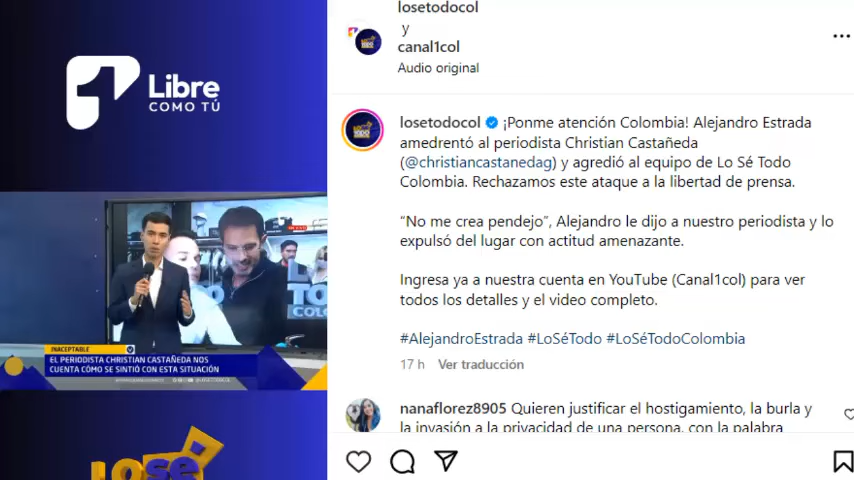 losetodocol
y
canal1col
Audio original
1
Libre
COMO TÚ
losetodocol ¡Ponme atención Colombia! Alejandro Estrada
amedrentó al periodista Christian Castañeda
(@christiancastanedag) y agredió al equipo de Lo Sé Todo
Colombia. Rechazamos este ataque a la libertad de prensa.
“No me crea pendejo”, Alejandro le dijo a nuestro periodista y lo
expulsó del lugar con actitud amenazante.
Ingresa ya a nuestra cuenta en YouTube (Canal1col) para ver
todos los detalles y el video completo.
#AlejandroEstrada #LoSéTodo #LoSéTodoColombia
17 h Ver traducción
INACEPTABLE
EL PERIODISTA CHRISTIAN CASTAÑEDA NOS
CUENTA CÓMO SE SINTIÓ CON ESTA SITUACIÓN
nanaflorez8905 Quieren justificar el hostigamiento, la burla y
la invasión a la privacidad de una persona, con la palabra
LO sé